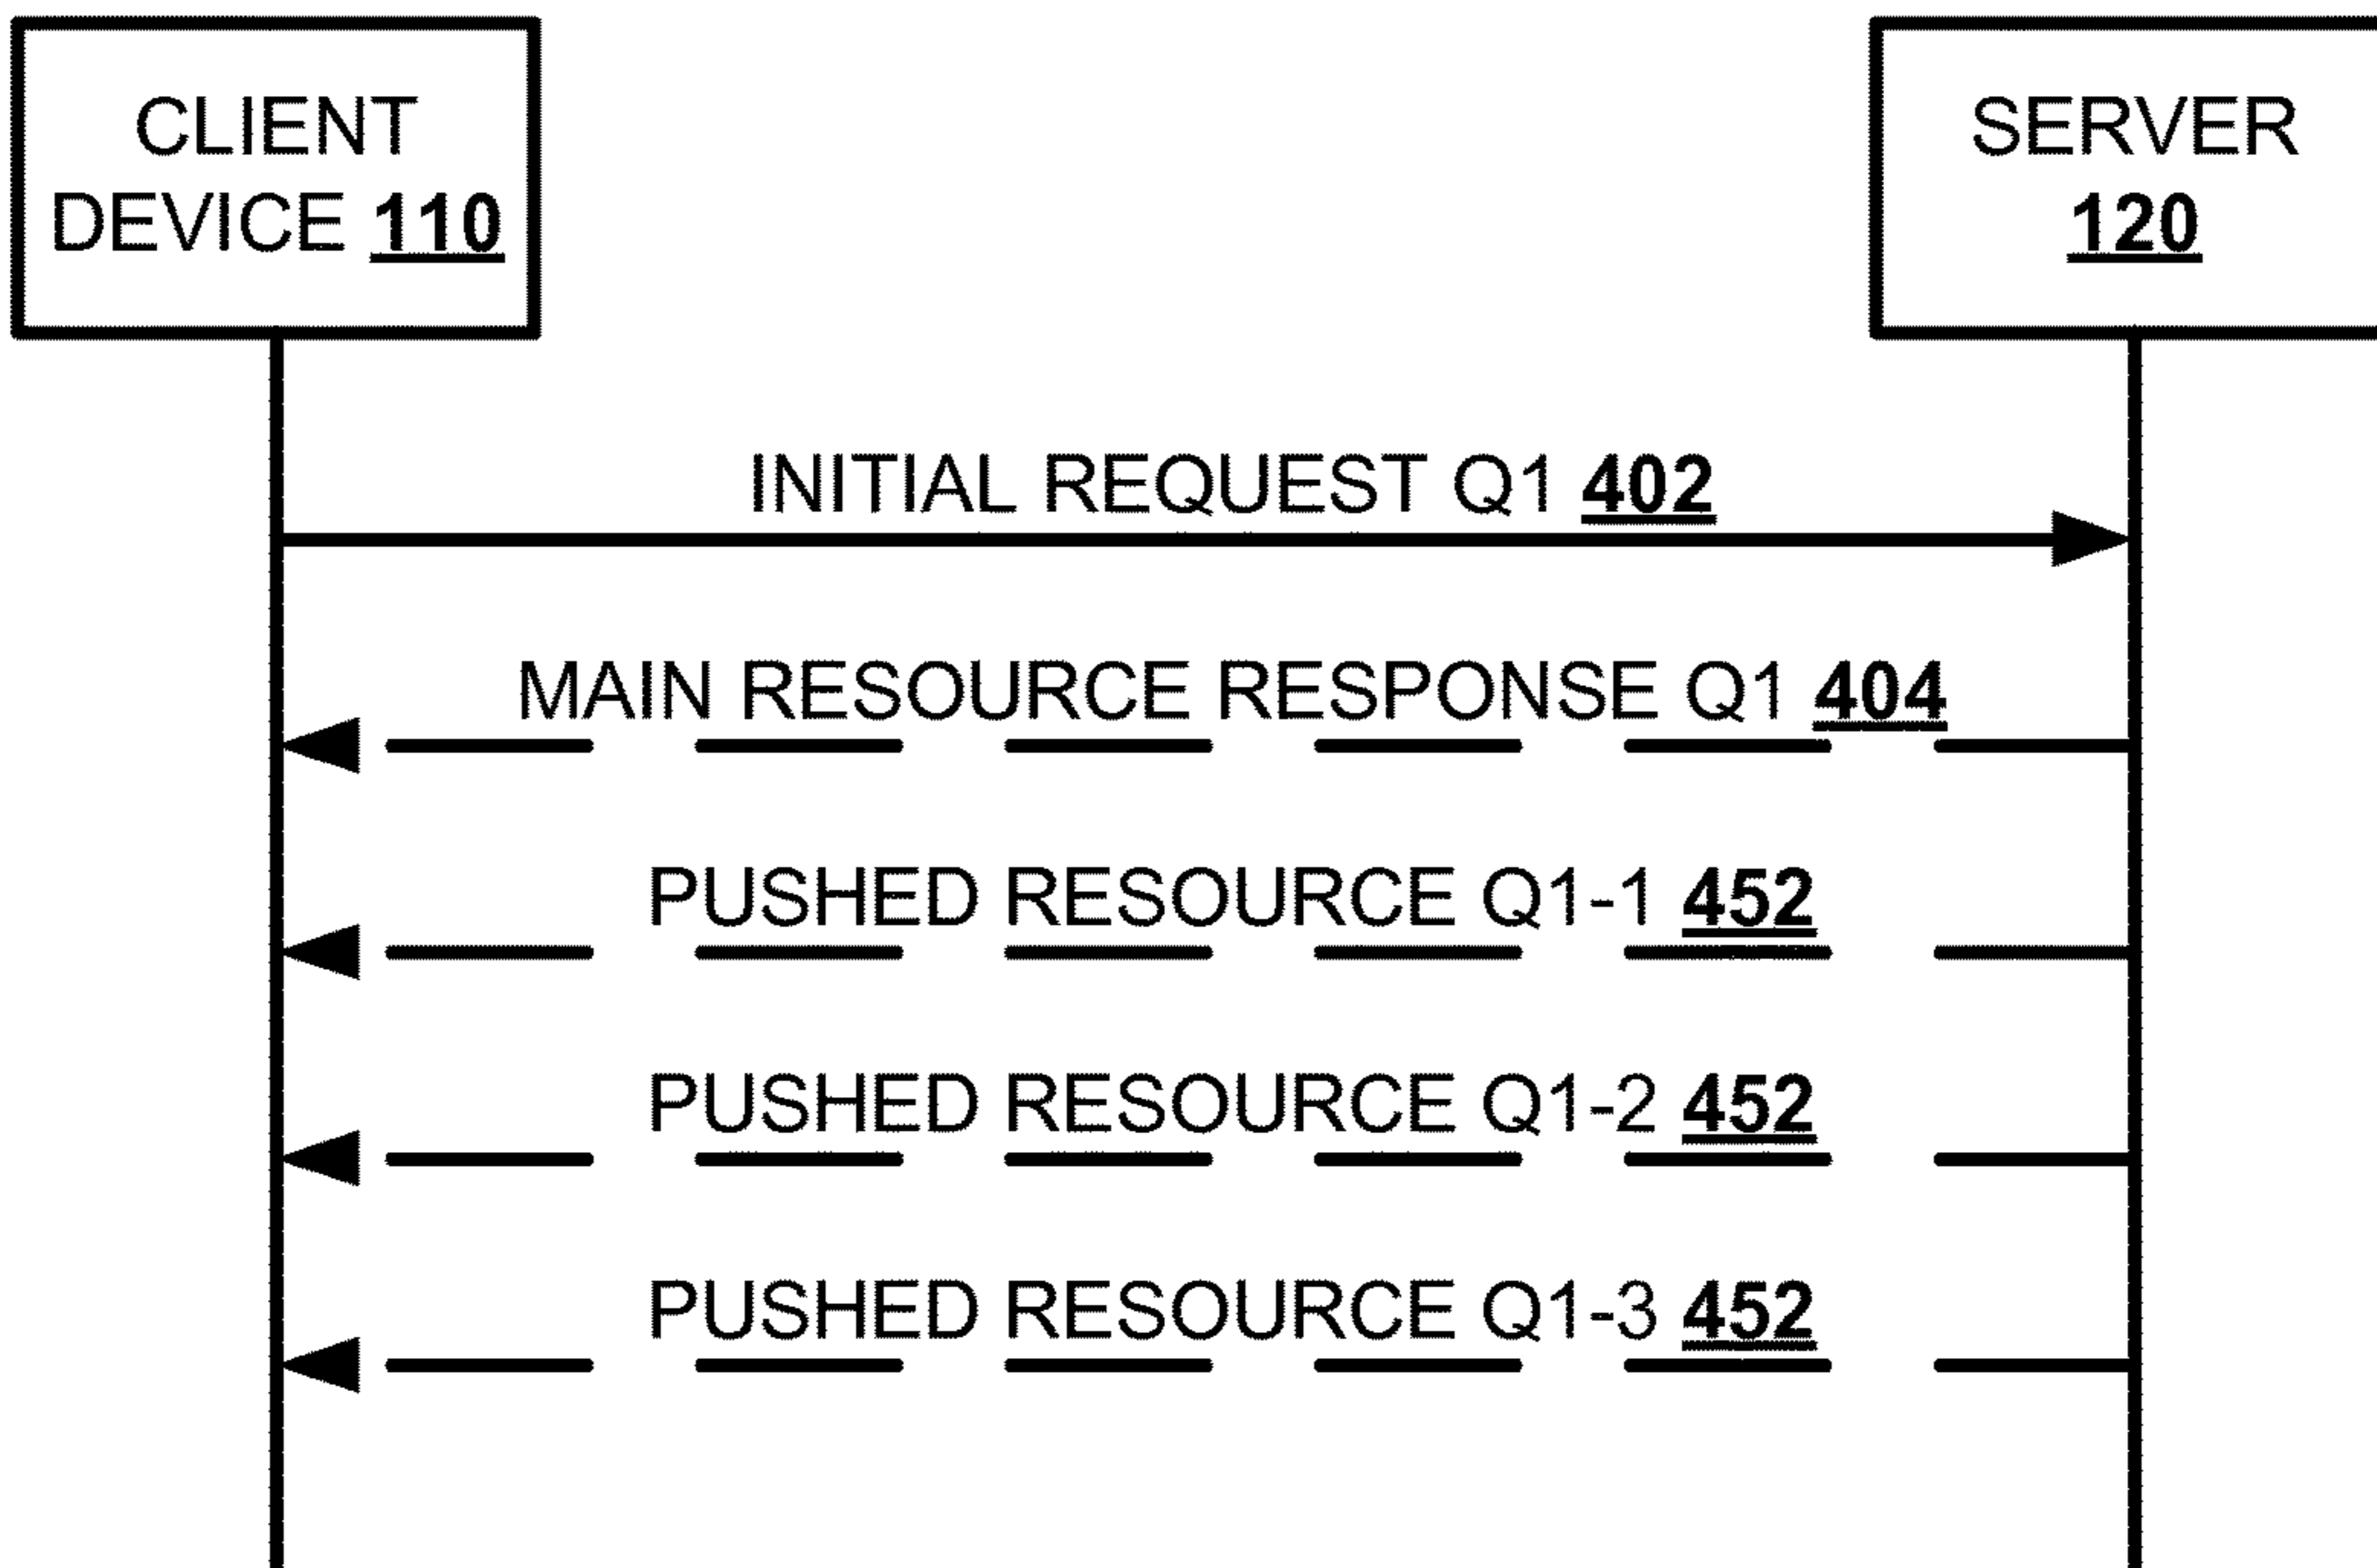 CLIENT
DEVICE 110
SERVER
120
INITIAL REQUEST Q1 402
MAIN RESOURCE RESPONSE Q1 404
PUSHED RESOURCE Q1-1 452
PUSHED RESOURCE Q1-2 452
PUSHED RESOURCE Q1-3 452